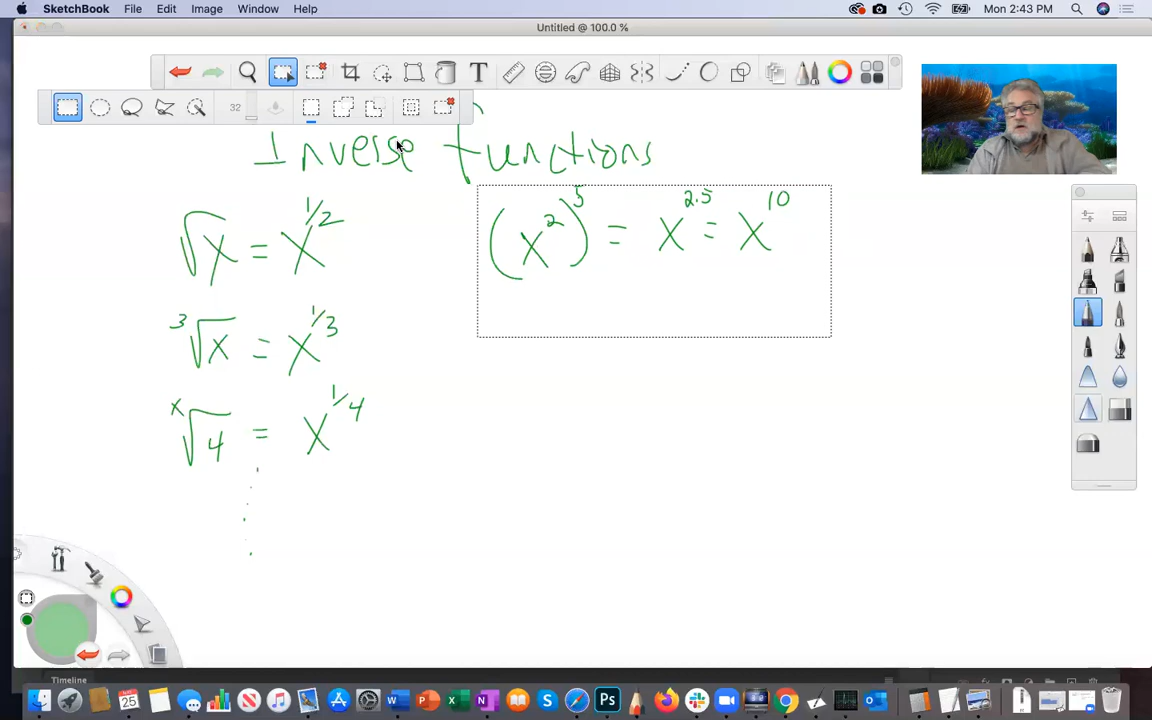 SketchBook File Edit Image Window Help Mon 2:43 PM
Untitled @ 100.0 %
32
Inverse functions
√x = x^1/2
(x^2)^5 = x^2.5 = x^10
3√x = x^1/3
x√4 = x^1/4
Timeline